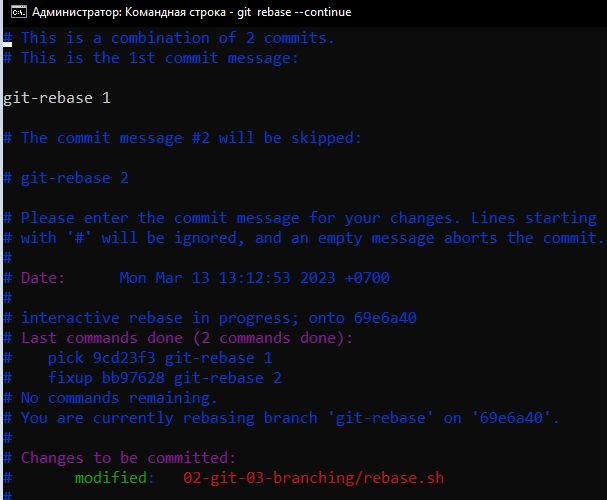 Администратор: Командная строка - git rebase --continue
# This is a combination of 2 commits.
# This is the 1st commit message:
git-rebase 1
# The commit message #2 will be skipped:
# git-rebase 2
# Please enter the commit message for your changes. Lines starting
# with '#' will be ignored, and an empty message aborts the commit.
#
# Date:      Mon Mar 13 13:12:53 2023 +0700
#
# interactive rebase in progress; onto 69e6a40
# Last commands done (2 commands done):
#    pick 9cd23f3 git-rebase 1
#    fixup bb97628 git-rebase 2
# No commands remaining.
# You are currently rebasing branch 'git-rebase' on '69e6a40'.
#
# Changes to be committed:
#       modified:   02-git-03-branching/rebase.sh
#